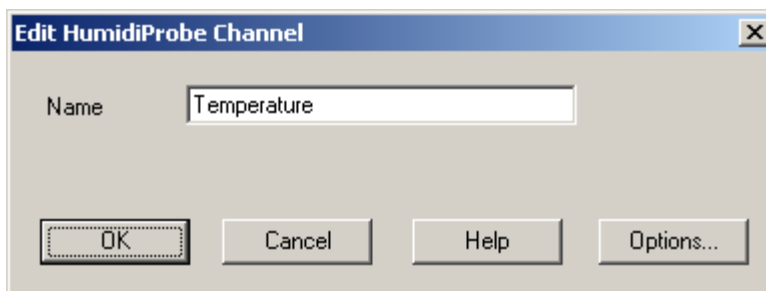 Edit HumidiProbe Channel
Name Temperature
OK Cancel Help Options...